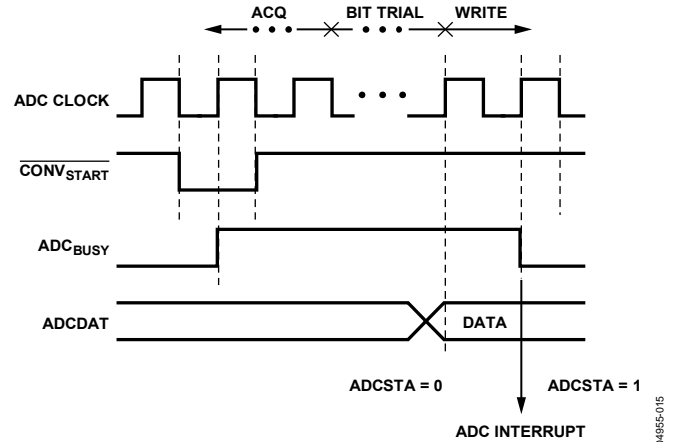 ACQ BIT TRIAL WRITE
ADC CLOCK
CONVSTART
ADCBUSY
ADCDAT
DATA
ADCSTA = 0
ADCSTA = 1
ADC INTERRUPT
04955-015